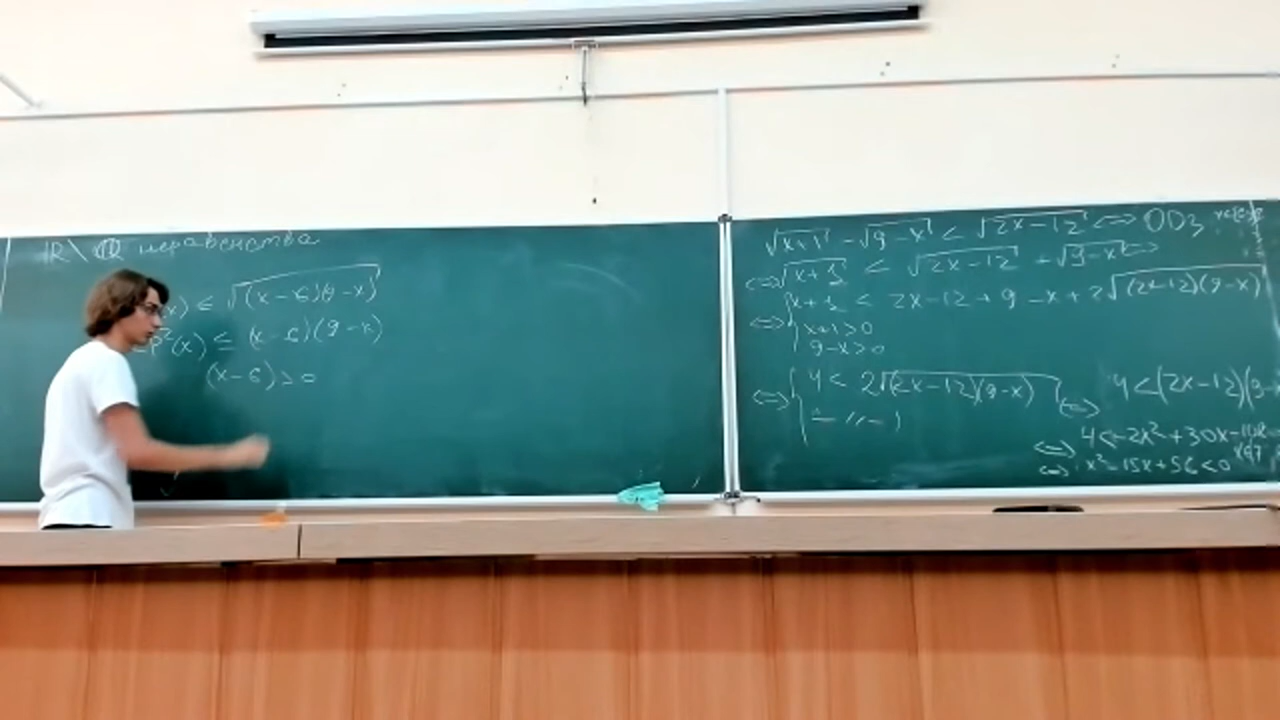 ℝ \ ℚ неравенства
x) ≤ √(x-6)(9-x)
P²(x) ≤ (x-6)(9-x)
(x-6)>0
√x+1 - √9-x < √2x-12 <=> ОДЗ
<=> √x+1 < √2x-12 + √9-x <=>
<=> { x+1 < 2x-12+9-x+2√(2x-12)(9-x)
x+1>0
9-x>0
<=> { 4 < 2√(2x-12)(9-x) <=> 4<(2x-12)(9-
— // —
<=> 4<-2x²+30x-108
<=> x²-15x+56<0